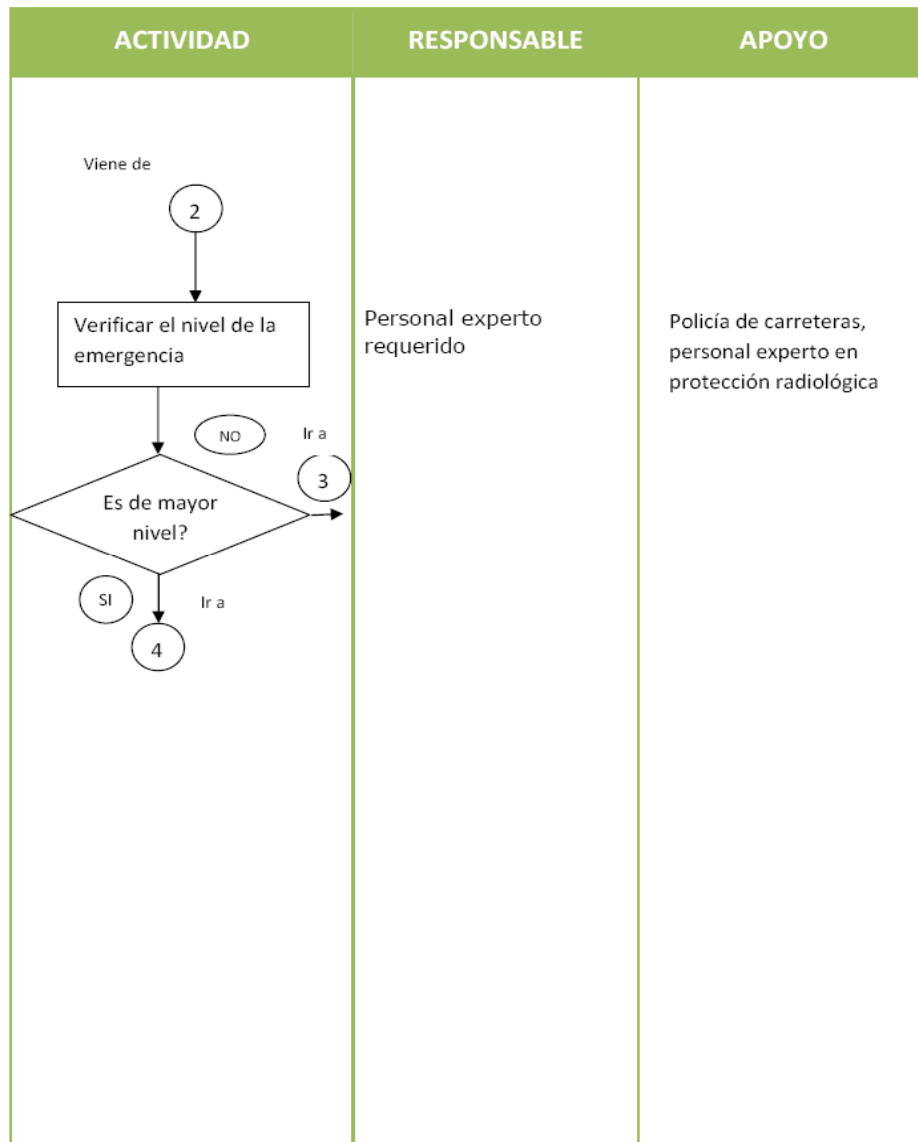 ACTIVIDAD
RESPONSABLE
APOYO
Viene de
2
Verificar el nivel de la
emergencia
Personal experto
requerido
Policía de carreteras,
personal experto en
protección radiológica
NO
Ir a
3
Es de mayor
nivel?
SI
Ir a
4